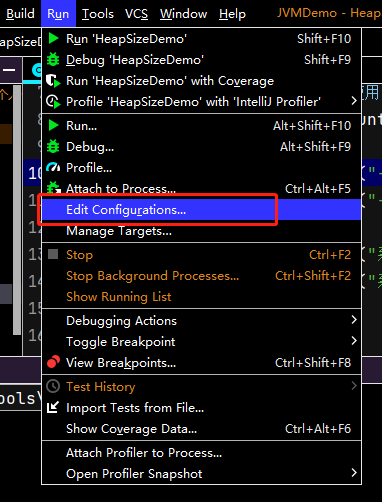 Build Run Tools VCS Window Help JVMDemo - Heap
Run 'HeapSizeDemo' Shift+F10
Debug 'HeapSizeDemo' Shift+F9
Run 'HeapSizeDemo' with Coverage
Profile 'HeapSizeDemo' with 'IntelliJ Profiler'
Run... Alt+Shift+F10
Debug... Alt+Shift+F9
Profile...
Attach to Process... Ctrl+Alt+F5
Edit Configurations...
Manage Targets...
Stop Ctrl+F2
Stop Background Processes... Ctrl+Shift+F2
Show Running List
Debugging Actions
Toggle Breakpoint
View Breakpoints... Ctrl+Shift+F8
Test History
Import Tests from File...
Show Coverage Data... Ctrl+Alt+F6
Attach Profiler to Process...
Open Profiler Snapshot